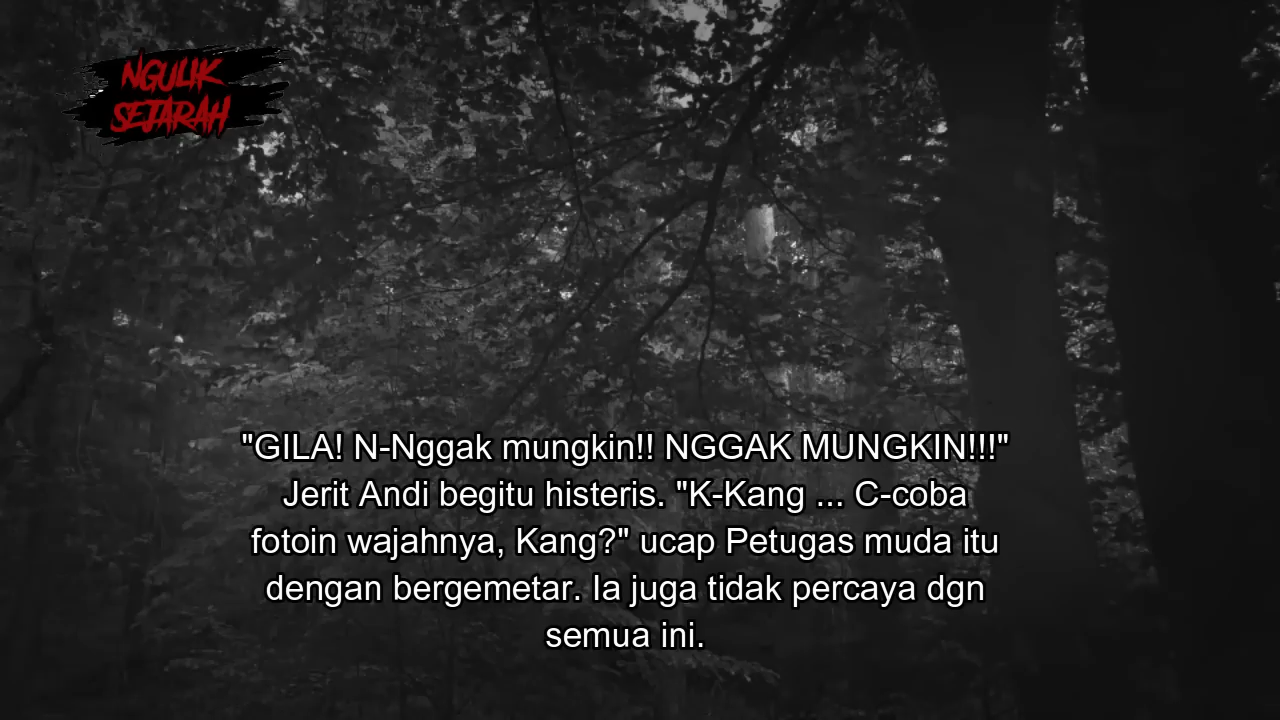 NGULIK
SEJARAH
"GILA! N-Nggak mungkin!! NGGAK MUNGKIN!!!"
Jerit Andi begitu histeris. "K-Kang ... C-coba
fotoin wajahnya, Kang?" ucap Petugas muda itu
dengan bergemetar. Ia juga tidak percaya dgn
semua ini.